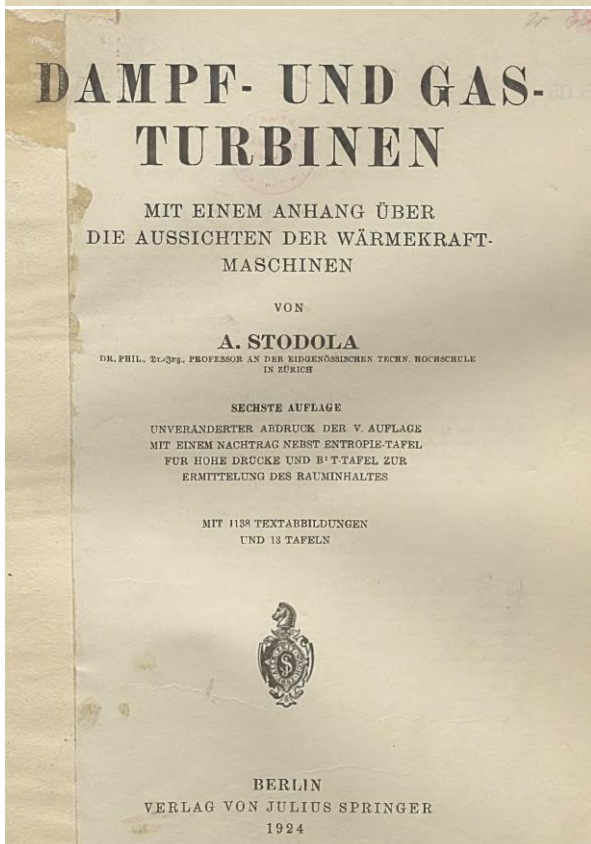 DAMPF- UND GAS-
TURBINEN
MIT EINEM ANHANG ÜBER
DIE AUSSICHTEN DER WÄRMEKRAFT-
MASCHINEN
VON
A. STODOLA
DR. PHIL., Dr.-Ing., PROFESSOR AN DER EIDGENÖSSISCHEN TECHN. HOCHSCHULE
IN ZÜRICH
SECHSTE AUFLAGE
UNVERÄNDERTER ABDRUCK DER V. AUFLAGE
MIT EINEM NACHTRAG NEBST ENTROPIE-TAFEL
FÜR HOHE DRÜCKE UND B¹ T-TAFEL ZUR
ERMITTELUNG DES RAUMINHALTES
MIT 1138 TEXTABBILDUNGEN
UND 13 TAFELN
BERLIN
VERLAG VON JULIUS SPRINGER
1924